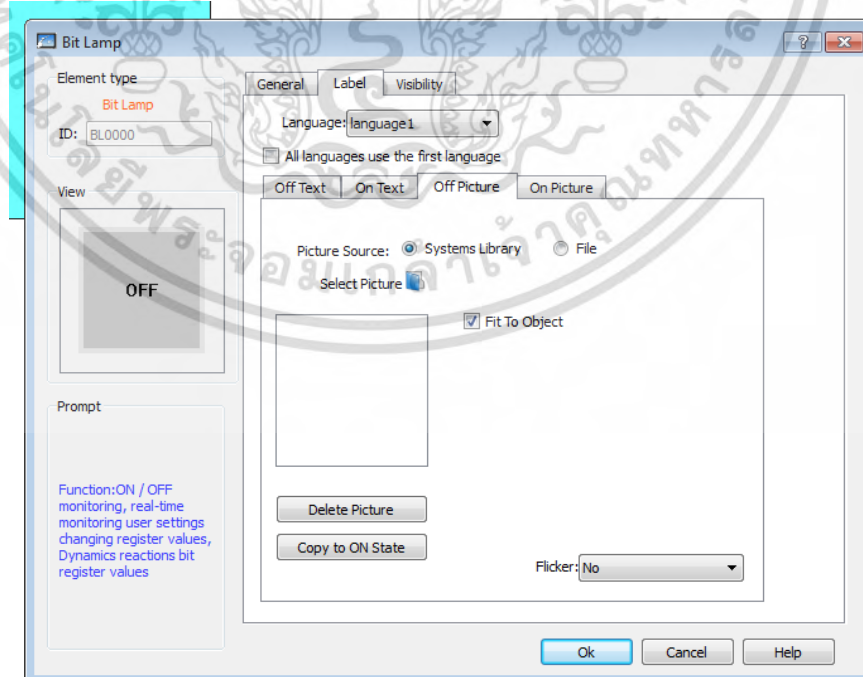 Bit Lamp
Element type
Bit Lamp
ID: BL0000
View
OFF
Prompt
Function:ON / OFF
monitoring, real-time
monitoring user settings
changing register values,
Dynamics reactions bit
register values
General Label Visibility
Language: language1
All languages use the first language
Off Text On Text Off Picture On Picture
Picture Source: Systems Library File
Select Picture
Fit To Object
Delete Picture
Copy to ON State
Flicker: No
Ok Cancel Help